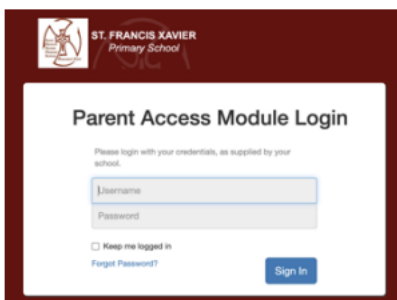 ST. FRANCIS XAVIER
Primary School
Parent Access Module Login
Please login with your credentials, as supplied by your
school.
Username
Password
Keep me logged in
Forgot Password?
Sign In